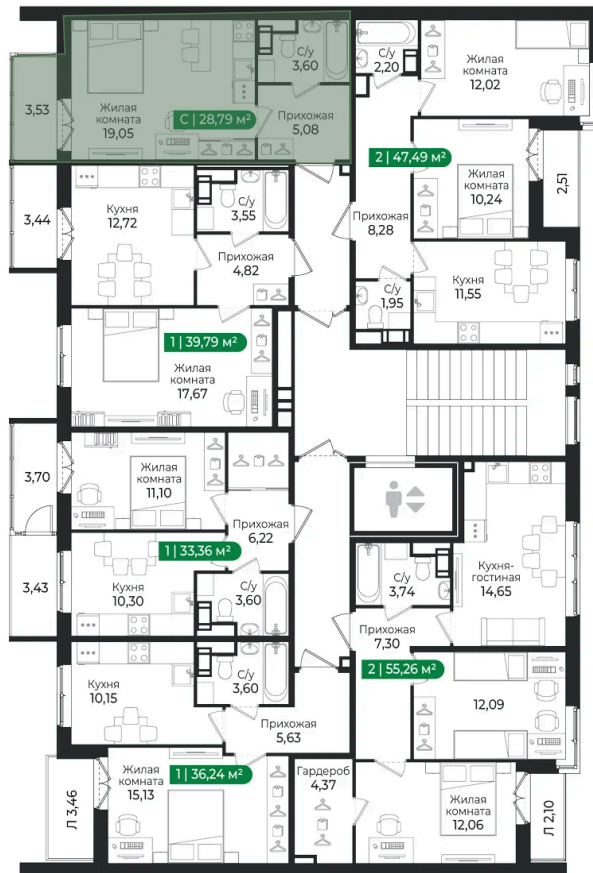 С/у
3,60
С/у
2,20
Жилая
комната
12,02
3,53
Жилая
комната
19,05
С | 28,79 м²
Прихожая
5,08
2 | 47,49 м²
Жилая
комната
10,24
2,51
3,44
Кухня
12,72
С/у
3,55
Прихожая
8,28
Прихожая
4,82
С/у
1,95
11,55
1 | 39,79 м²
Жилая
комната
17,67
3,70
Жилая
комната
11,10
Прихожая
6,22
1 | 33,36 м²
3,43
Кухня
10,30
С/у
3,60
С/у
3,74
Кухня-
гостиная
14,65
Прихожая
7,30
2 | 55,26 м²
Кухня
10,15
С/у
3,60
12,09
Прихожая
5,63
Л 3,46
Жилая
комната
15,13
1 | 36,24 м²
Гардероб
4,37
Жилая
комната
12,06
Л 2,10